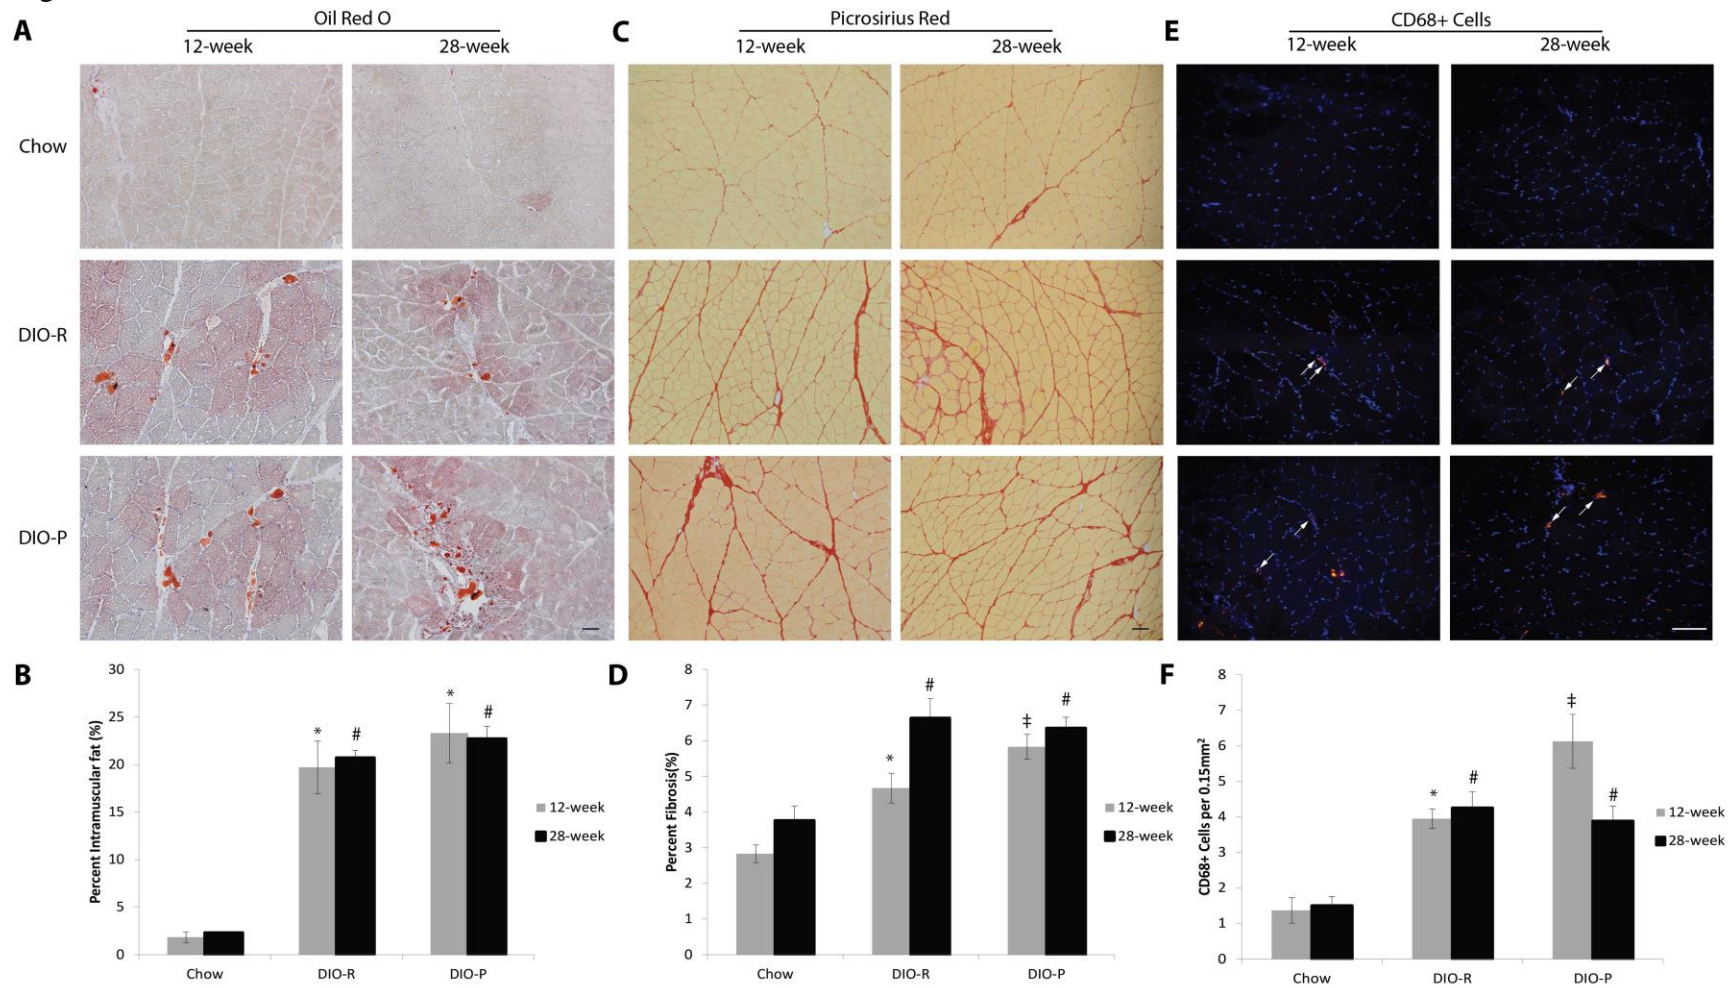 Oil Red O
Picrosirius Red
CD68+ Cells
A
12-week
28-week
C
12-week
28-week
E
12-week
28-week
Chow
DIO-R
DIO-P
B
Percent Intramuscular fat (%)
30
25
20
15
10
5
0
*
#
*
#
12-week
28-week
Chow
DIO-R
DIO-P
D
Percent Fibrosis(%)
8
7
6
5
4
3
2
1
0
*
#
‡
#
12-week
28-week
Chow
DIO-R
DIO-P
F
CD68+ Cells per 0.15mm²
8
7
6
5
4
3
2
1
0
*
#
‡
#
12-week
28-week
Chow
DIO-R
DIO-P